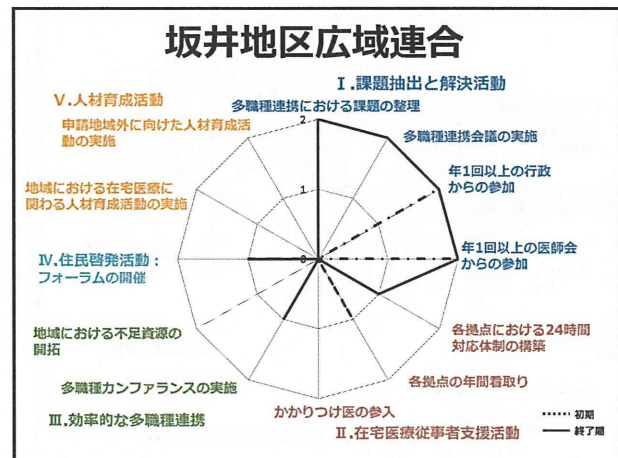 坂井地区広域連合
Ⅰ.課題抽出と解決活動
多職種連携における課題の整理
多職種連携会議の実施
年1回以上の行政
からの参加
年1回以上の医師会
からの参加
各拠点における24時間
対応体制の構築
各拠点の年間看取り
かかりつけ医の参入
Ⅱ.在宅医療従事者支援活動
Ⅲ.効率的な多職種連携
多職種カンファランスの実施
地域における不足資源の
開拓
Ⅳ.住民啓発活動：
フォーラムの開催
地域における在宅医療に
関わる人材育成活動の実施
申請地域外に向けた人材育成活
動の実施
Ⅴ.人材育成活動
2
1
0
初期
終了期